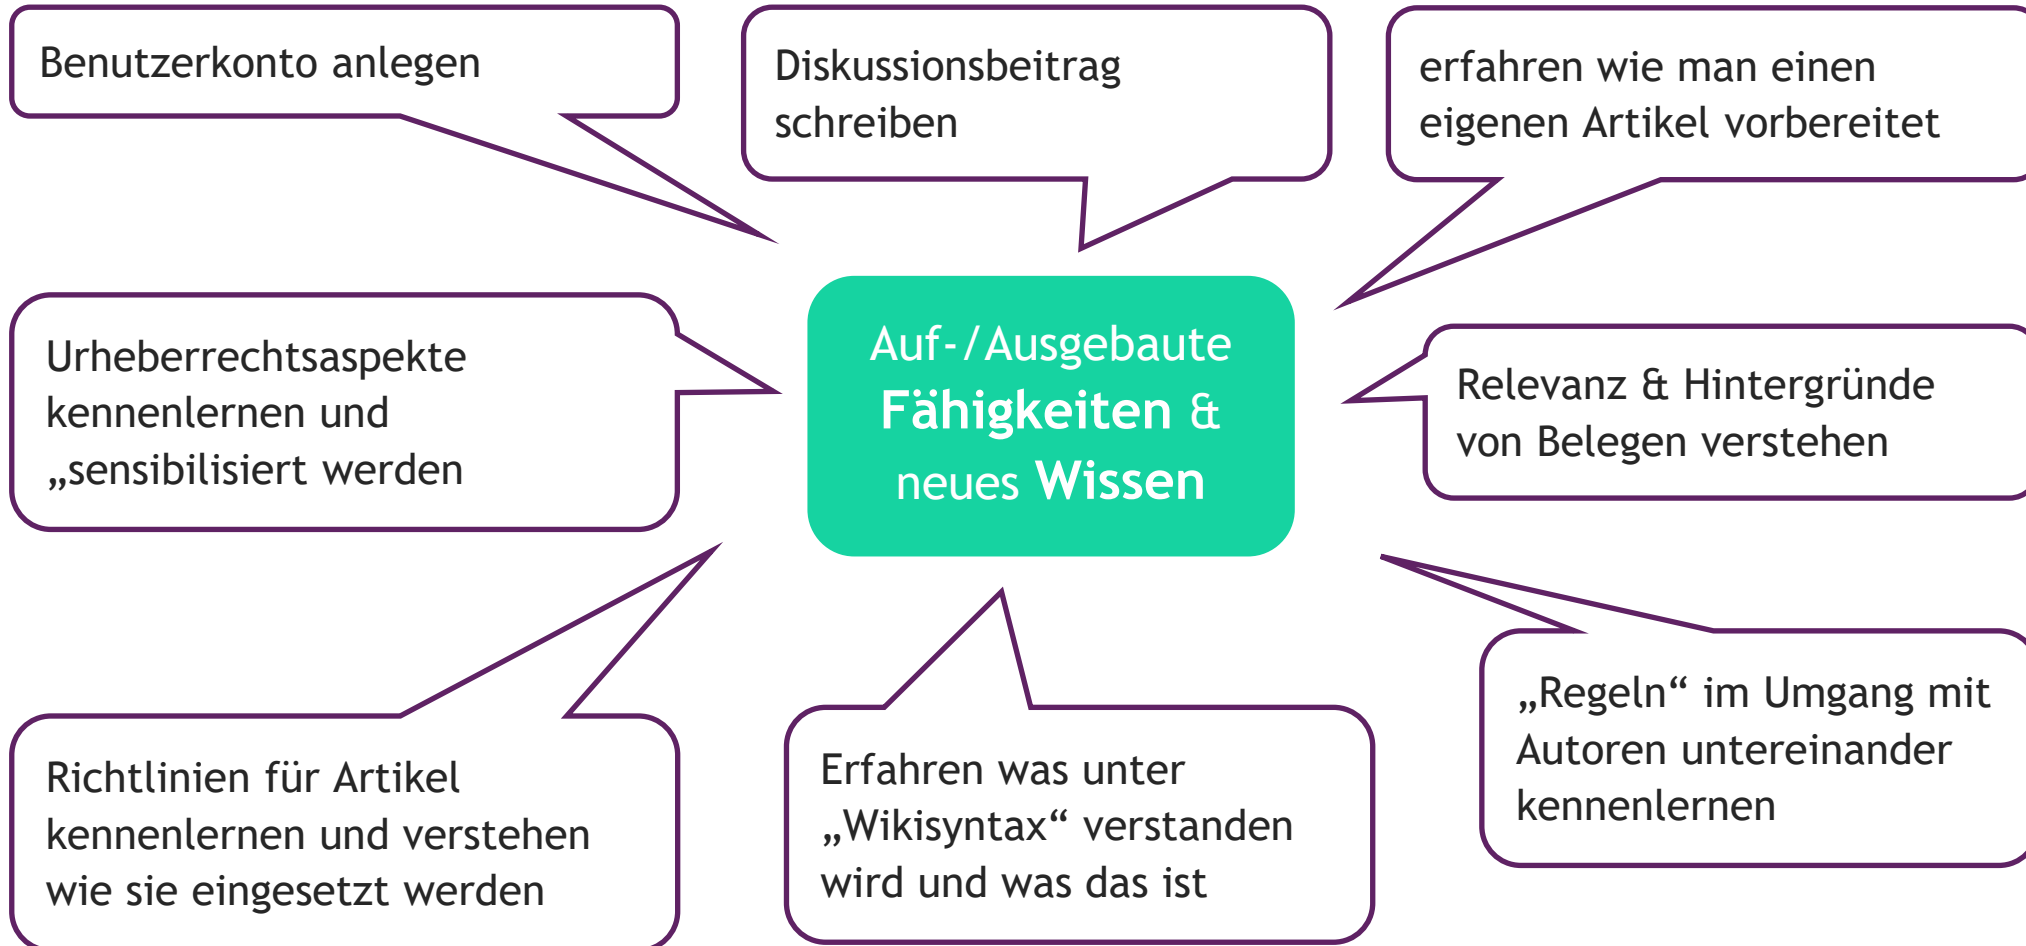 Benutzerkonto anlegen
Diskussionsbeitrag
schreiben
erfahren wie man einen
eigenen Artikel vorbereitet
Urheberrechtsaspekte
kennenlernen und
„sensibilisiert werden
Auf-/Ausgebaute
Fähigkeiten &
neues Wissen
Relevanz & Hintergründe
von Belegen verstehen
Richtlinien für Artikel
kennenlernen und verstehen
wie sie eingesetzt werden
Erfahren was unter
„Wikisyntax“ verstanden
wird und was das ist
„Regeln“ im Umgang mit
Autoren untereinander
kennenlernen